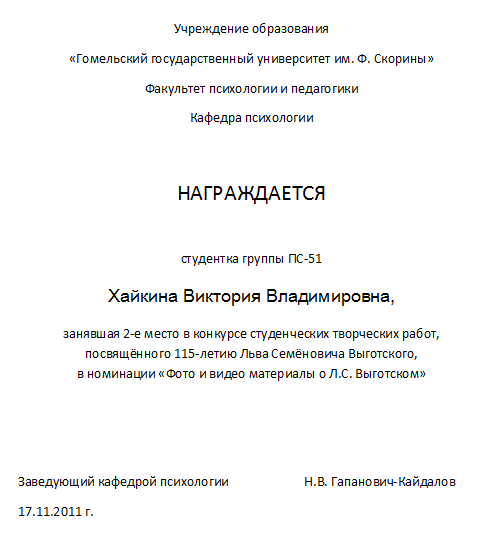 Учреждение образования
«Гомельский государственный университет им. Ф. Скорины»
Факультет психологии и педагогики
Кафедра психологии
НАГРАЖДАЕТСЯ
студентка группы ПС-51
Хайкина Виктория Владимировна,
занявшая 2-е место в конкурсе студенческих творческих работ,
посвящённого 115-летию Льва Семёновича Выготского,
в номинации «Фото и видео материалы о Л.С. Выготском»
Заведующий кафедрой психологии Н.В. Гапанович-Кайдалов
17.11.2011 г.